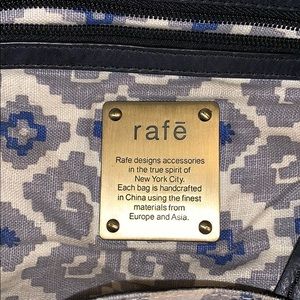 rafē
Rafe designs accessories
in the true spirit of
New York City.
Each bag is handcrafted
in China using the finest
materials from
Europe and Asia.